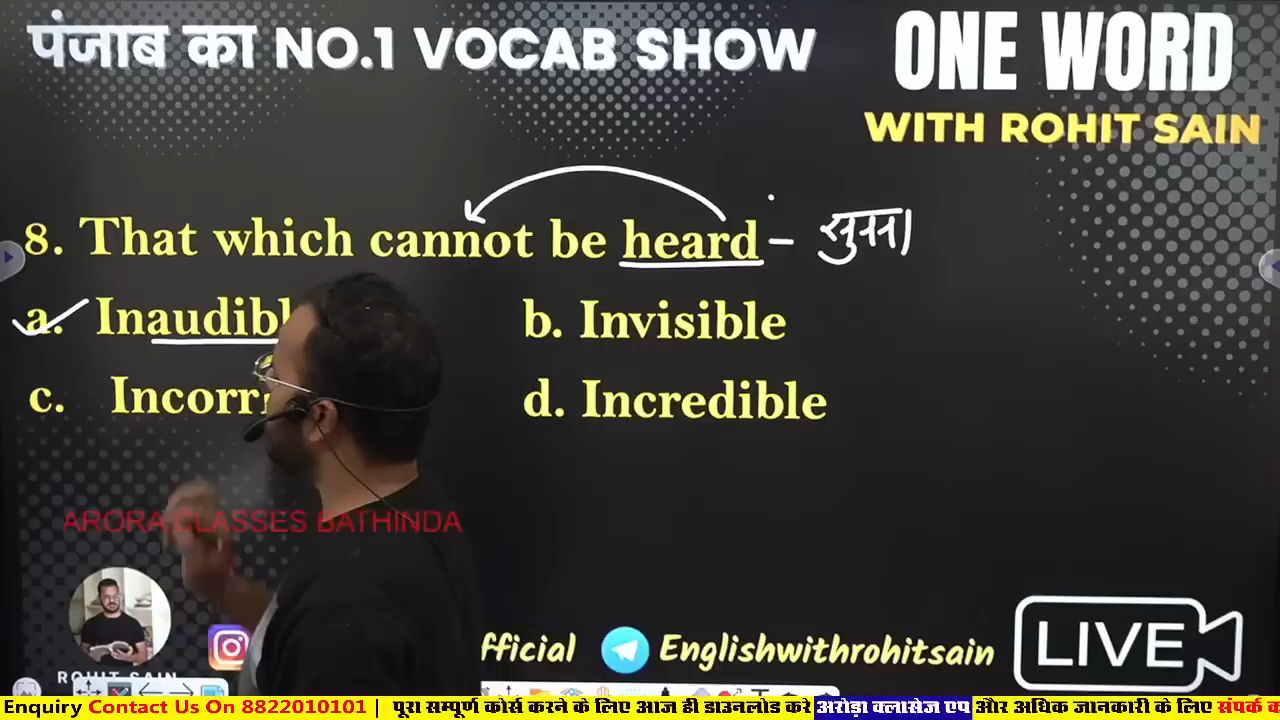 पंजाब का NO.1 VOCAB SHOW
ONE WORD
WITH ROHIT SAIN
8. That which cannot be heard –
a. Inaudibl
b. Invisible
c. Incorr
d. Incredible
ARORA CLASSES BATHINDA
ROHIT SAIN
fficial
Englishwithrohitsain
LIVE
Enquiry Contact Us On 8822010101 | पूरा सम्पूर्ण कोर्स करने के लिए आज ही डाउनलोड करे अरोड़ा क्लासेज एप और अधिक जानकारी के लिए संपर्क क